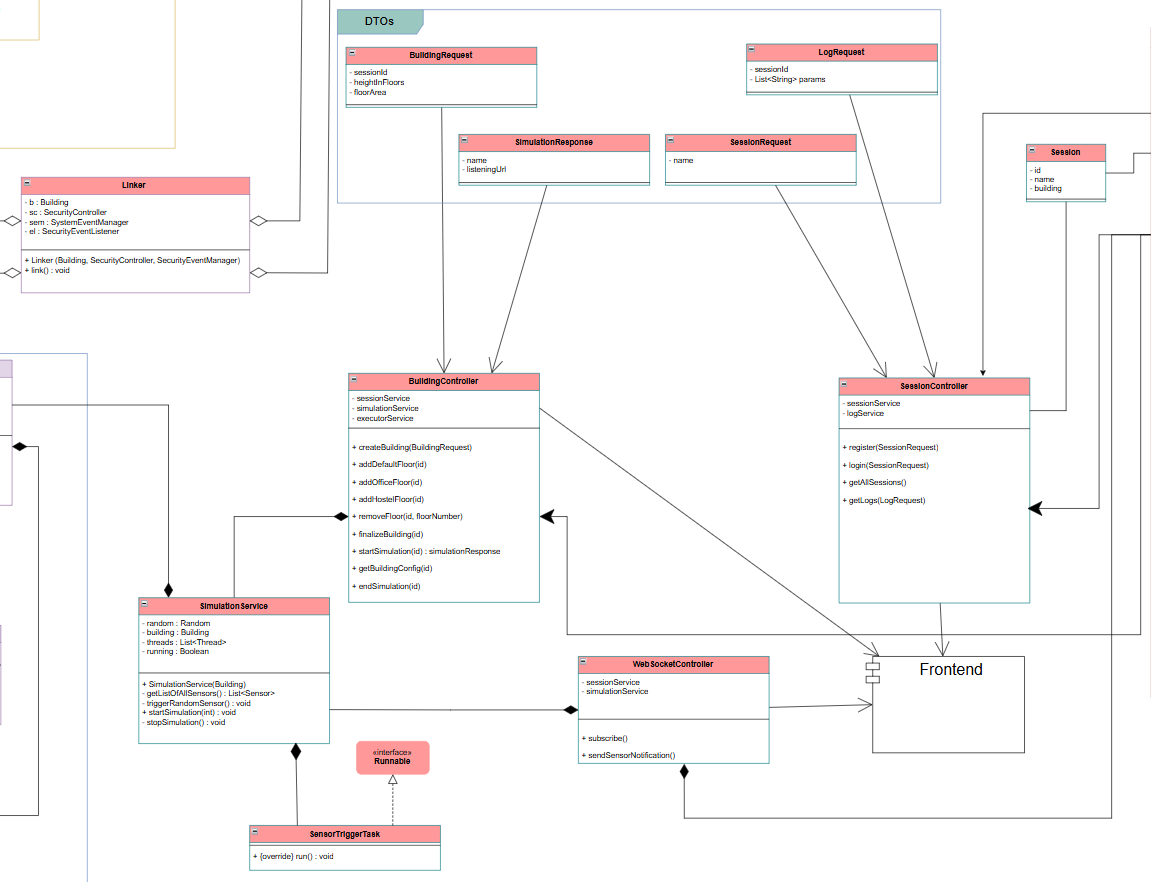 DTOs
BuildingRequest
- sessionId
- heightInFloors
- floorArea
LogRequest
- sessionId
- List<String> params
SimulationResponse
- name
- listeningUrl
SessionRequest
- name
Session
- id
- name
- building
Linker
- b : Building
- sc : SecurityController
- sem : SystemEventManager
- el : SecurityEventListener
+ Linker (Building, SecurityController, SecurityEventManager)
+ link() : void
BuildingController
- sessionService
- simulationService
- executorService
+ createBuilding(BuildingRequest)
+ addDefaultFloor(id)
+ addOfficeFloor(id)
+ addHostelFloor(id)
+ removeFloor(id, floorNumber)
+ finalizeBuilding(id)
+ startSimulation(id) : simulationResponse
+ getBuildingConfig(id)
+ endSimulation(id)
SessionController
- sessionService
- logService
+ register(SessionRequest)
+ login(SessionRequest)
+ getAllSessions()
+ getLogs(LogRequest)
SimulationService
- random : Random
- building : Building
- threads : List<Thread>
- running : Boolean
+ SimulationService(Building)
- getListOfAllSensors() : List<Sensor>
- triggerRandomSensor() : void
+ startSimulation(int) : void
- stopSimulation() : void
WebSocketController
- sessionService
- simulationService
+ subscribe()
+ sendSensorNotification()
Frontend
«interface»
Runnable
SensorTriggerTask
+ {override} run() : void